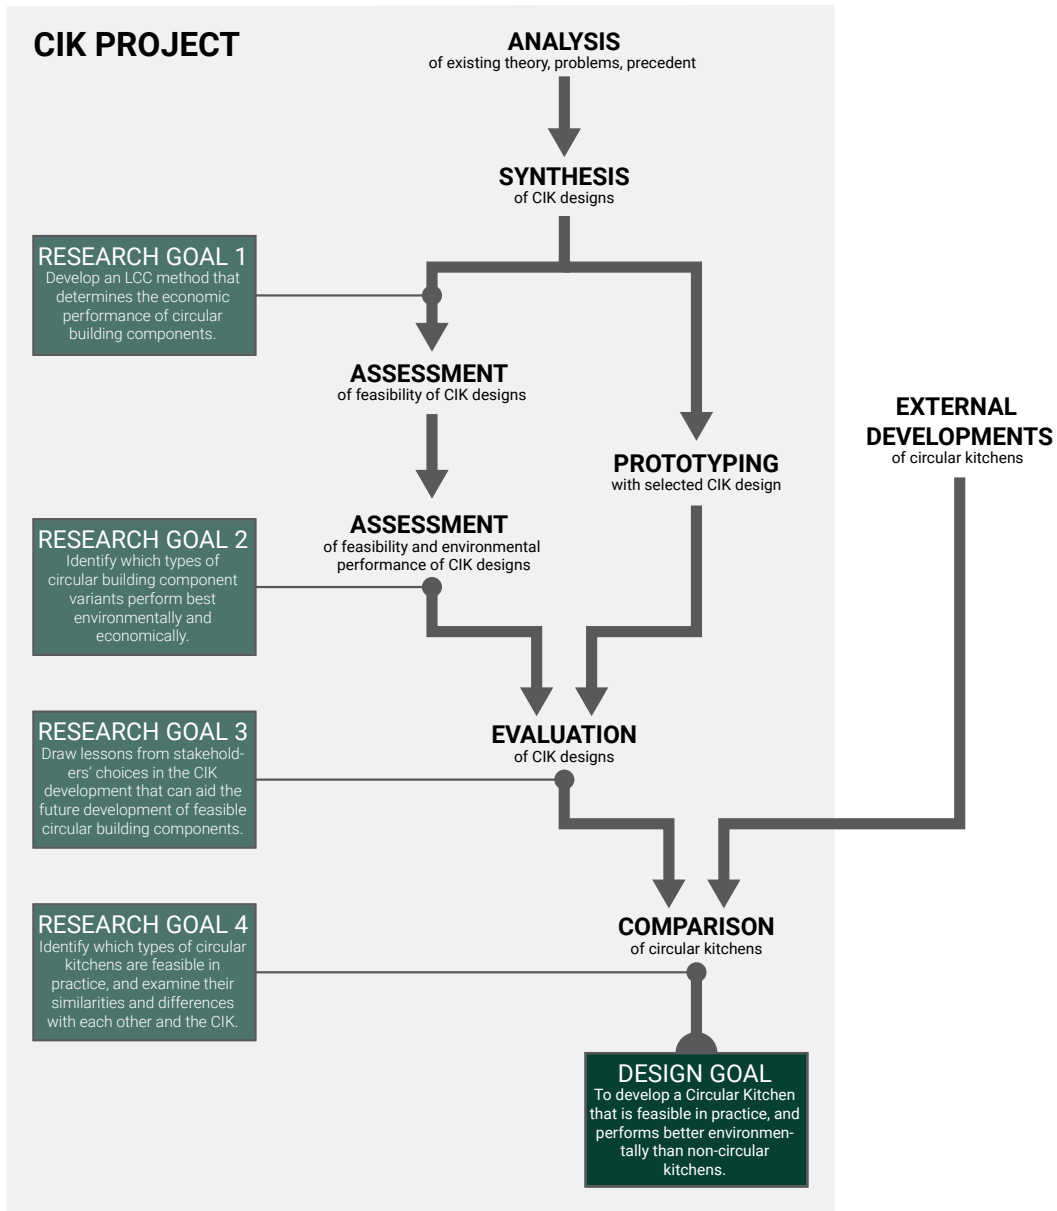 CIK PROJECT
ANALYSIS
of existing theory, problems, precedent
SYNTHESIS
of CIK designs
RESEARCH GOAL 1
Develop an LCC method that
determines the economic
performance of circular
building components.
ASSESSMENT
of feasibility of CIK designs
EXTERNAL
DEVELOPMENTS
of circular kitchens
PROTOTYPING
with selected CIK design
ASSESSMENT
of feasibility and environmental
performance of CIK designs
RESEARCH GOAL 2
Identify which types of
circular building component
variants perform best
environmentally and
economically.
EVALUATION
of CIK designs
RESEARCH GOAL 3
Draw lessons from stakehold-
ers' choices in the CIK
development that can aid the
future development of feasible
circular building components.
COMPARISON
of circular kitchens
RESEARCH GOAL 4
Identify which types of circular
kitchens are feasible in
practice, and examine their
similarities and differences
with each other and the CIK.
DESIGN GOAL
To develop a Circular Kitchen
that is feasible in practice, and
performs better environmen-
tally than non-circular
kitchens.